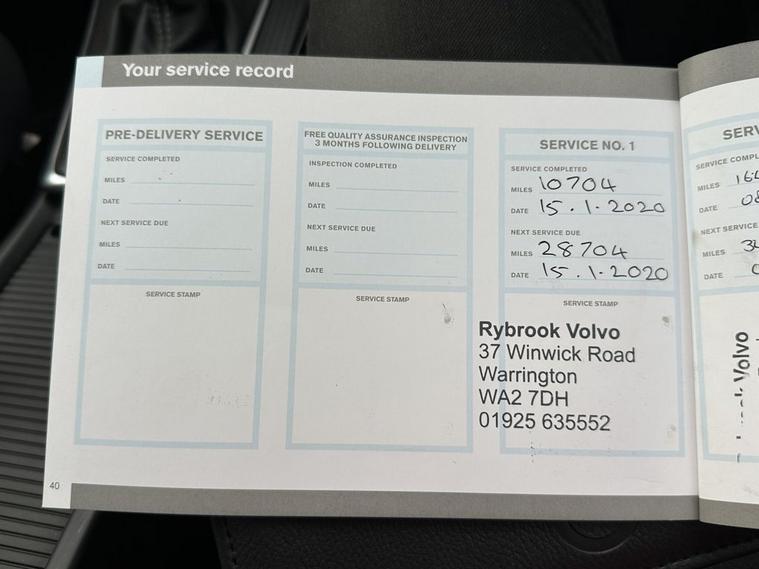 Your service record
PRE-DELIVERY SERVICE
SERVICE COMPLETED
MILES
DATE
NEXT SERVICE DUE
MILES
DATE
SERVICE STAMP
FREE QUALITY ASSURANCE INSPECTION
3 MONTHS FOLLOWING DELIVERY
INSPECTION COMPLETED
MILES
DATE
NEXT SERVICE DUE
MILES
DATE
SERVICE STAMP
SERVICE NO. 1
SERVICE COMPLETED
MILES 10704
DATE 15.1.2020
NEXT SERVICE DUE
MILES 28704
DATE 15.1.2020
SERVICE STAMP
Rybrook Volvo
37 Winwick Road
Warrington
WA2 7DH
01925 635552
MILES
DATE
NEXT SERVICE
MILES
DATE
Volvo
40